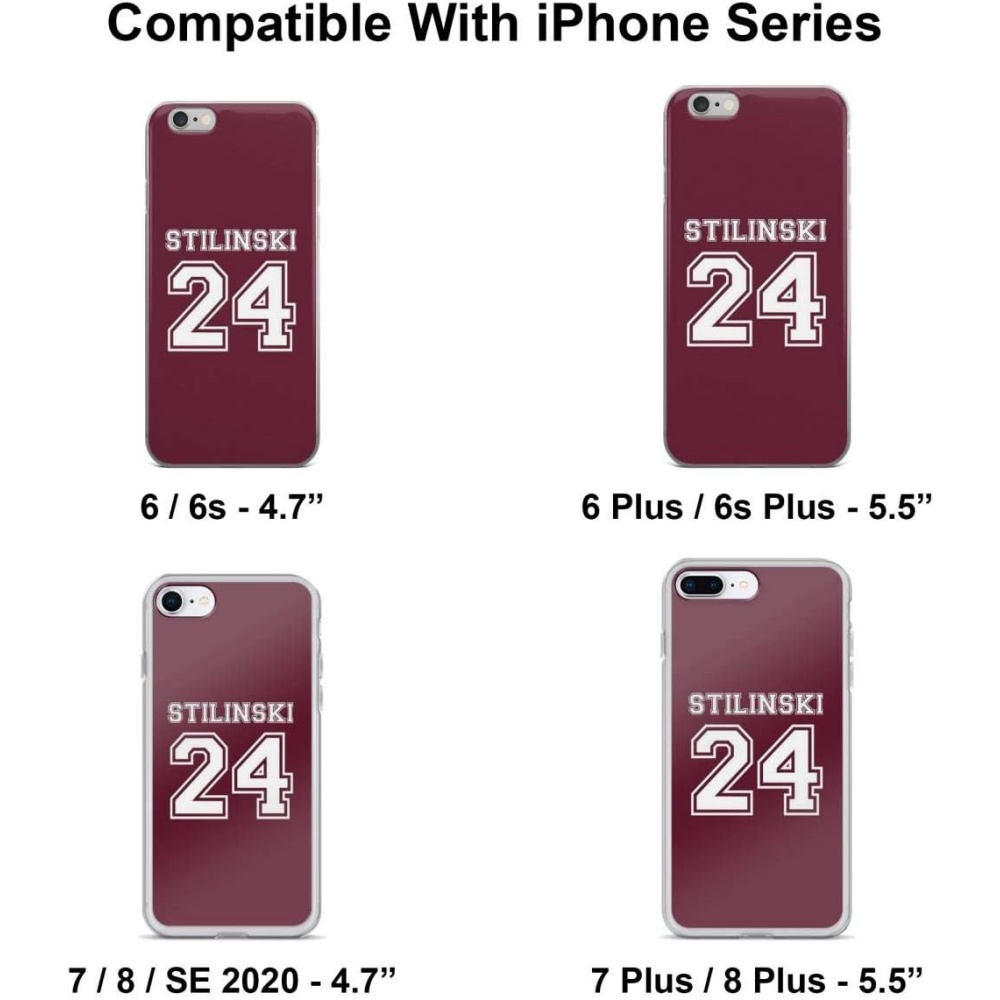 Compatible With iPhone Series
STILINSKI
24
STILINSKI
24
6 / 6s - 4.7”
6 Plus / 6s Plus - 5.5”
STILINSKI
24
STILINSKI
24
7 / 8 / SE 2020 - 4.7”
7 Plus / 8 Plus - 5.5”